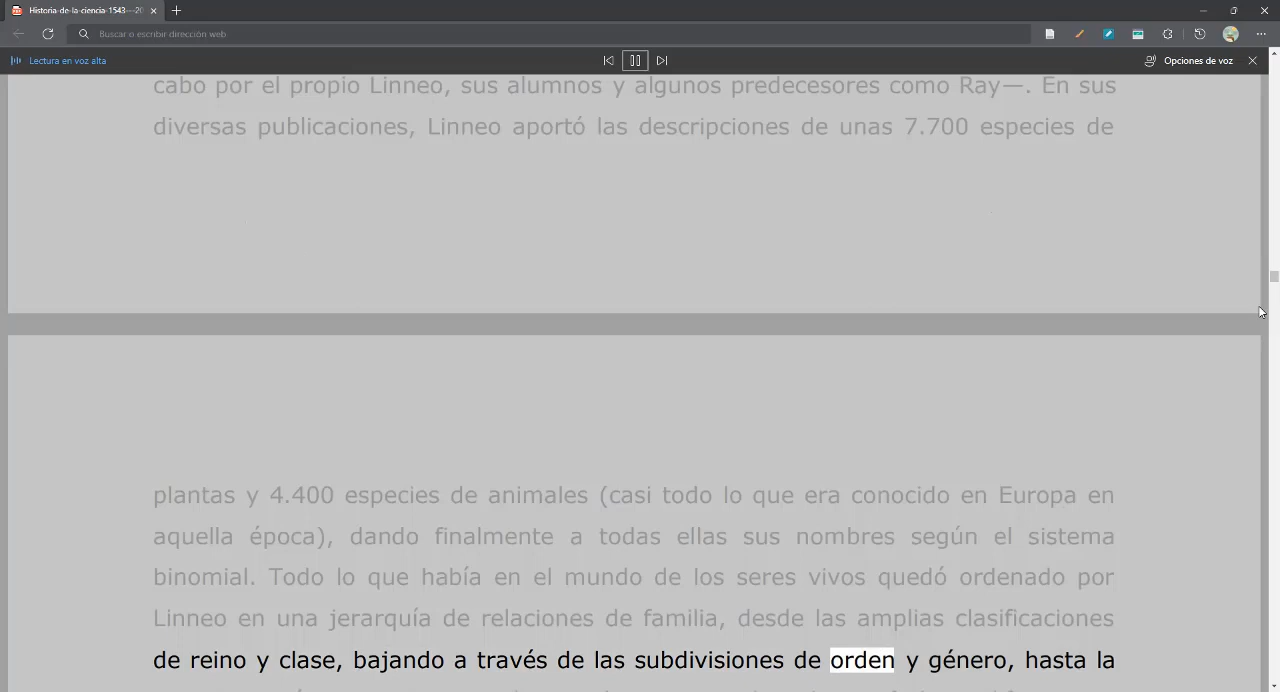 Historia-de-la-ciencia-1543---20
Buscar o escribir dirección web
Lectura en voz alta
Opciones de voz
cabo por el propio Linneo, sus alumnos y algunos predecesores como Ray—. En sus
diversas publicaciones, Linneo aportó las descripciones de unas 7.700 especies de
plantas y 4.400 especies de animales (casi todo lo que era conocido en Europa en
aquella época), dando finalmente a todas ellas sus nombres según el sistema
binomial. Todo lo que había en el mundo de los seres vivos quedó ordenado por
Linneo en una jerarquía de relaciones de familia, desde las amplias clasificaciones
de reino y clase, bajando a través de las subdivisiones de orden y género, hasta la